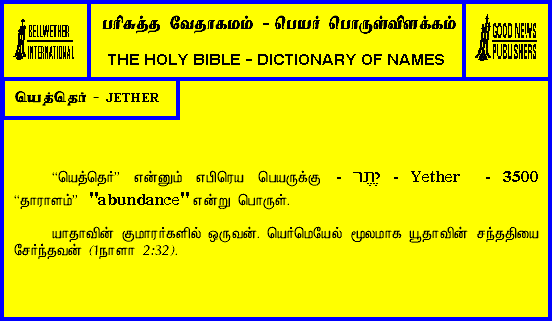 BELLWETHER
INTERNATIONAL
பரிசுத்த வேதாகமம் - பெயர் பொருள்விளக்கம்
THE HOLY BIBLE - DICTIONARY OF NAMES
GOOD NEWS
PUBLISHERS
யெத்தெர் - JETHER
“யெத்தெர்” என்னும் எபிரெய பெயருக்கு - יֶתֶר - Yether - 3500
“தாராளம்” "abundance" என்று பொருள்.
யாதாவின் குமாரர்களில் ஒருவன். யெர்மெயேல் மூலமாக யூதாவின் சந்ததியை
சேர்ந்தவன் (1நாளா 2:32).